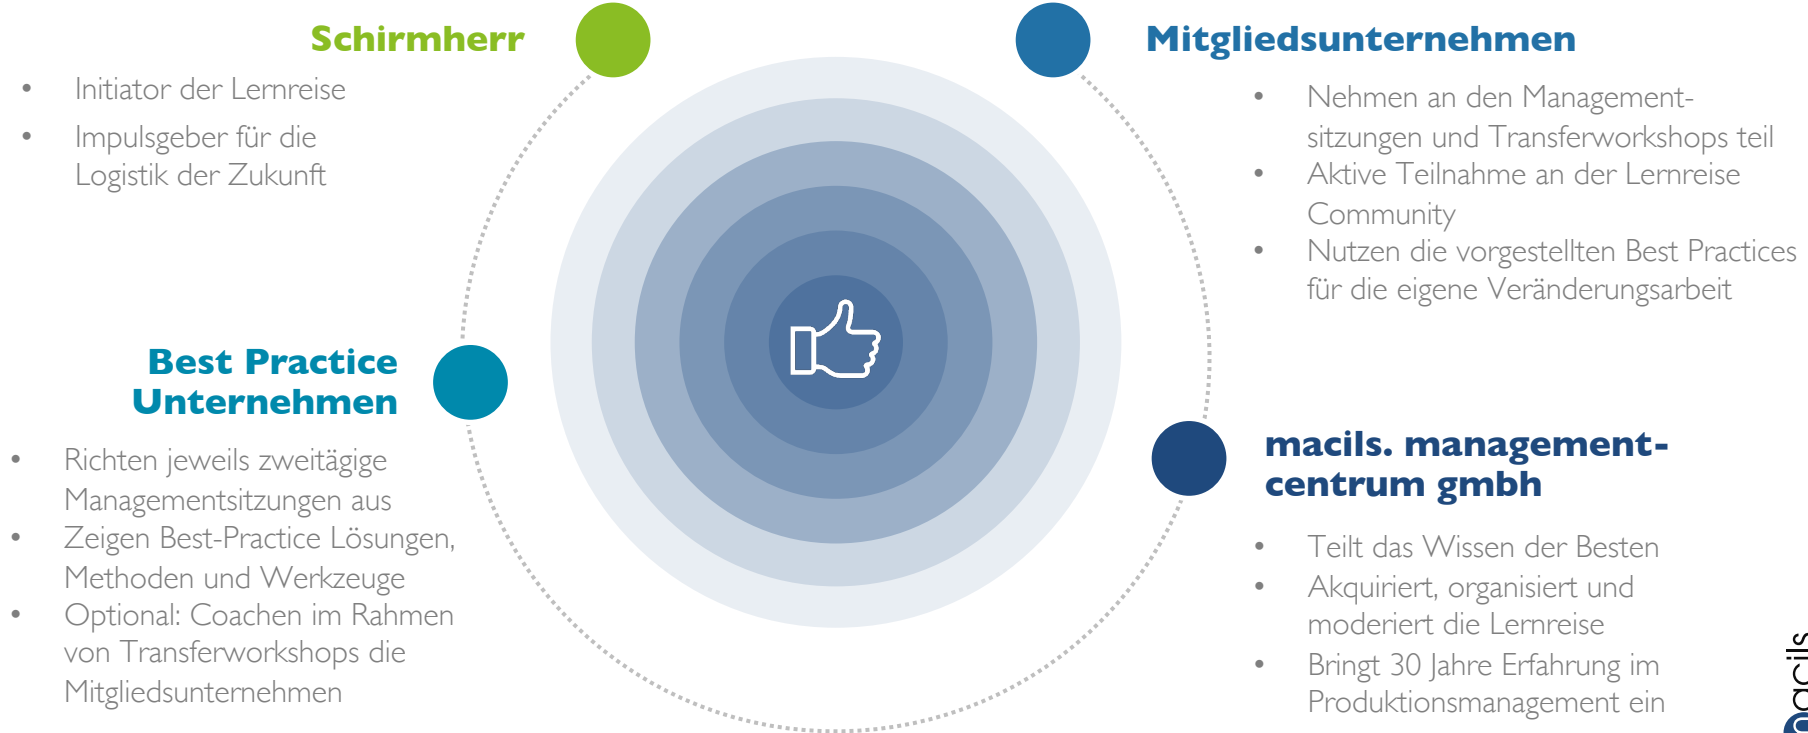 Schirmherr
• Initiator der Lernreise
• Impulsgeber für die
Logistik der Zukunft
Mitgliedsunternehmen
• Nehmen an den Management-
sitzungen und Transferworkshops teil
• Aktive Teilnahme an der Lernreise
Community
• Nutzen die vorgestellten Best Practices
für die eigene Veränderungsarbeit
Best Practice
Unternehmen
• Richten jeweils zweitägige
Managementsitzungen aus
• Zeigen Best-Practice Lösungen,
Methoden und Werkzeuge
• Optional: Coachen im Rahmen
von Transferworkshops die
Mitgliedsunternehmen
macils. management-
centrum gmbh
• Teilt das Wissen der Besten
• Akquiriert, organisiert und
moderiert die Lernreise
• Bringt 30 Jahre Erfahrung im
Produktionsmanagement ein
macils